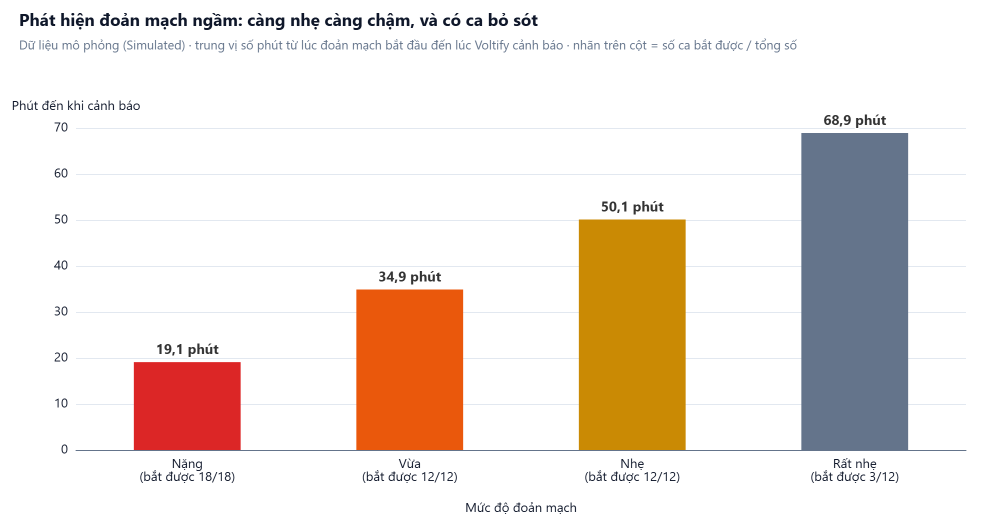 Phát hiện đoản mạch ngầm: càng nhẹ càng chậm, và có ca bỏ sót
Dữ liệu mô phỏng (Simulated) · trung vị số phút từ lúc đoản mạch bắt đầu đến lúc Voltify cảnh báo · nhãn trên cột = số ca bắt được / tổng số
Phút đến khi cảnh báo
70
60
50
40
30
20
10
0
19,1 phút
34,9 phút
50,1 phút
68,9 phút
Nặng
(bắt được 18/18)
Vừa
(bắt được 12/12)
Nhẹ
(bắt được 12/12)
Rất nhẹ
(bắt được 3/12)
Mức độ đoản mạch